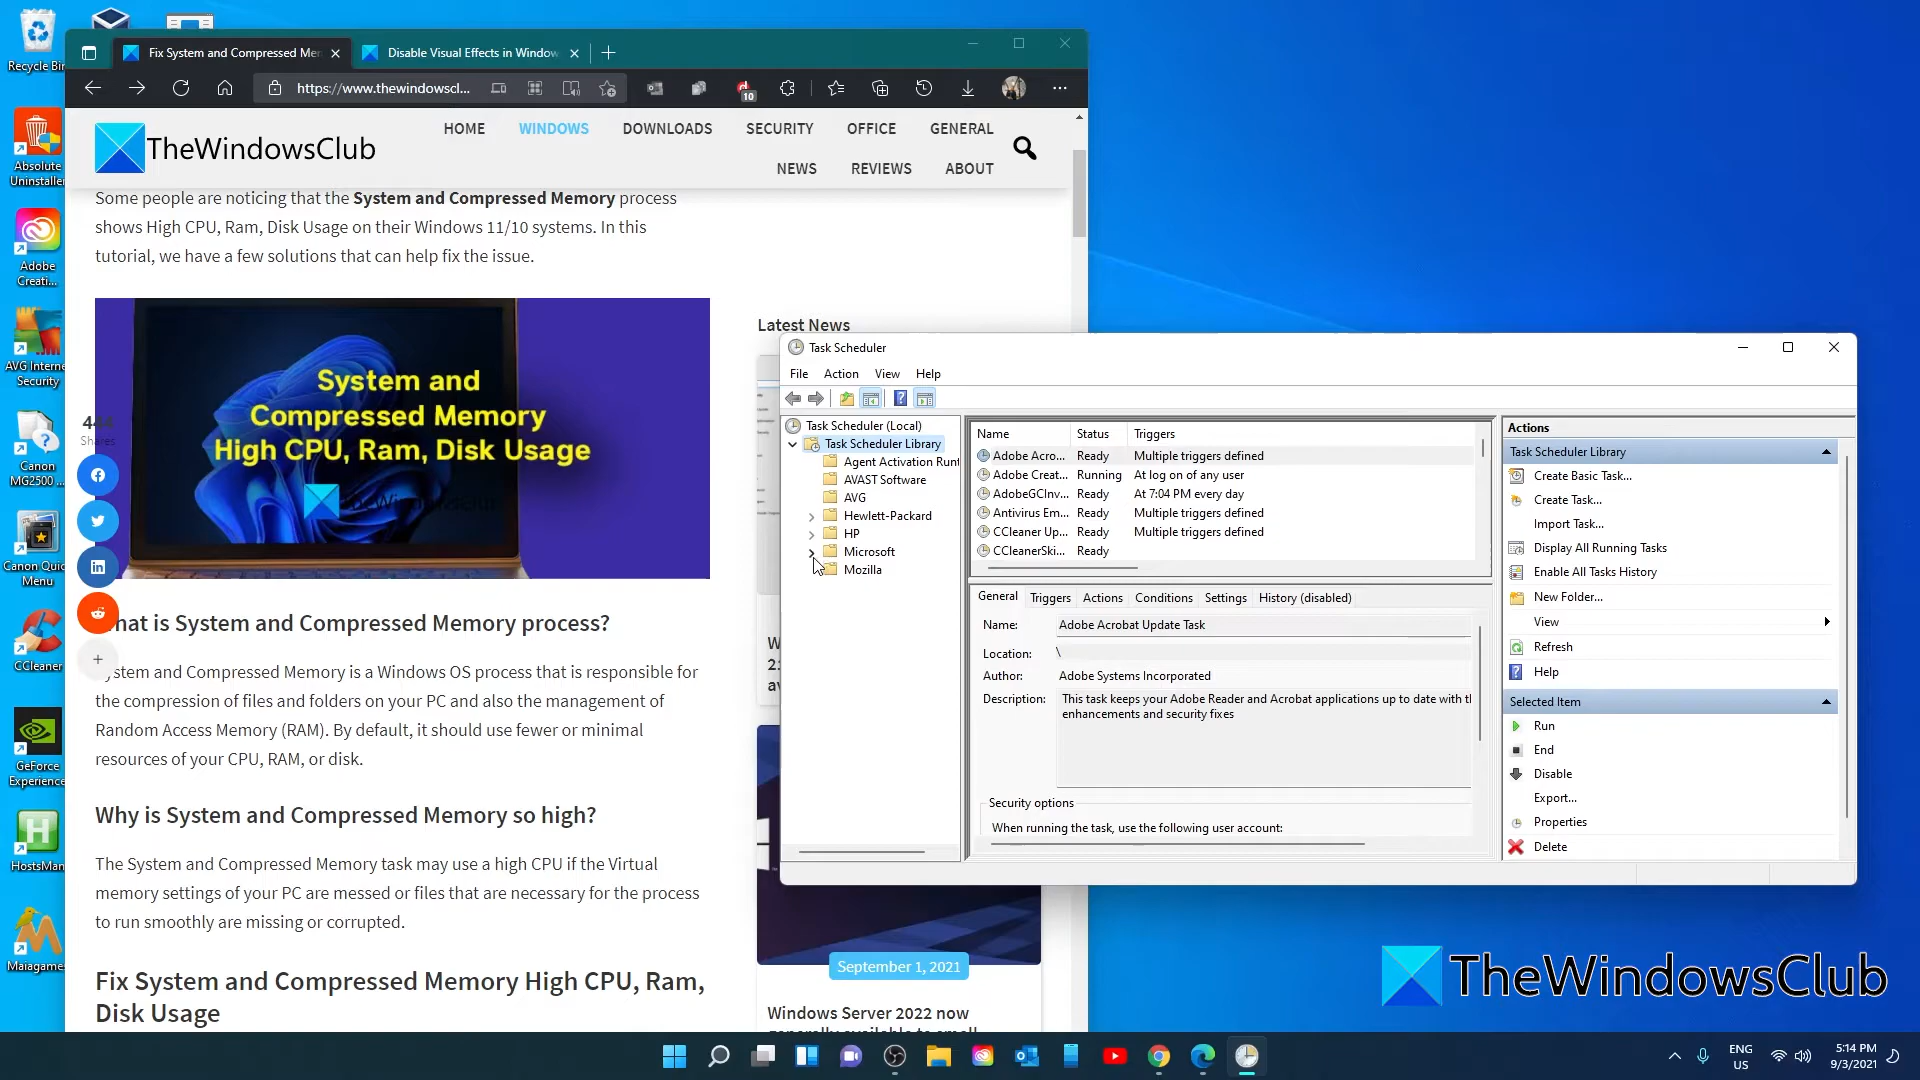 Recycle Bin
Absolute
Uninstaller
Adobe
Creati...
AVG Interne
Security
Canon
MG2500 ...
Canon Quic
Menu
CCleaner
GeForce
Experience
HostsMan
Maiagames
Fix System and Compressed Me
Disable Visual Effects in Window
https://www.thewindowscl...
10
TheWindowsClub
HOME WINDOWS DOWNLOADS SECURITY OFFICE GENERAL
NEWS REVIEWS ABOUT
Some people are noticing that the System and Compressed Memory process
shows High CPU, Ram, Disk Usage on their Windows 11/10 systems. In this
tutorial, we have a few solutions that can help fix the issue.
System and
Compressed Memory
High CPU, Ram, Disk Usage
Shares
hat is System and Compressed Memory process?
stem and Compressed Memory is a Windows OS process that is responsible for
the compression of files and folders on your PC and also the management of
Random Access Memory (RAM). By default, it should use fewer or minimal
resources of your CPU, RAM, or disk.
Why is System and Compressed Memory so high?
The System and Compressed Memory task may use a high CPU if the Virtual
memory settings of your PC are messed or files that are necessary for the process
to run smoothly are missing or corrupted.
Fix System and Compressed Memory High CPU, Ram,
Disk Usage
Latest News
September 1, 2021
Windows Server 2022 now
Task Scheduler
File Action View Help
Task Scheduler (Local)
Task Scheduler Library
Agent Activation Runt
AVAST Software
AVG
Hewlett-Packard
HP
Microsoft
Mozilla
Name Status Triggers
Adobe Acro... Ready Multiple triggers defined
Adobe Creat... Running At log on of any user
AdobeGCInv... Ready At 7:04 PM every day
Antivirus Em... Ready Multiple triggers defined
CCleaner Up... Ready Multiple triggers defined
CCleanerSki... Ready
General Triggers Actions Conditions Settings History (disabled)
Name: Adobe Acrobat Update Task
Location: \
Author: Adobe Systems Incorporated
Description: This task keeps your Adobe Reader and Acrobat applications up to date with th
enhancements and security fixes
Security options
When running the task, use the following user account:
Actions
Task Scheduler Library
Create Basic Task...
Create Task...
Import Task...
Display All Running Tasks
Enable All Tasks History
New Folder...
View
Refresh
Help
Selected Item
Run
End
Disable
Export...
Properties
Delete
TheWindowsClub
ENG
US
5:14 PM
9/3/2021